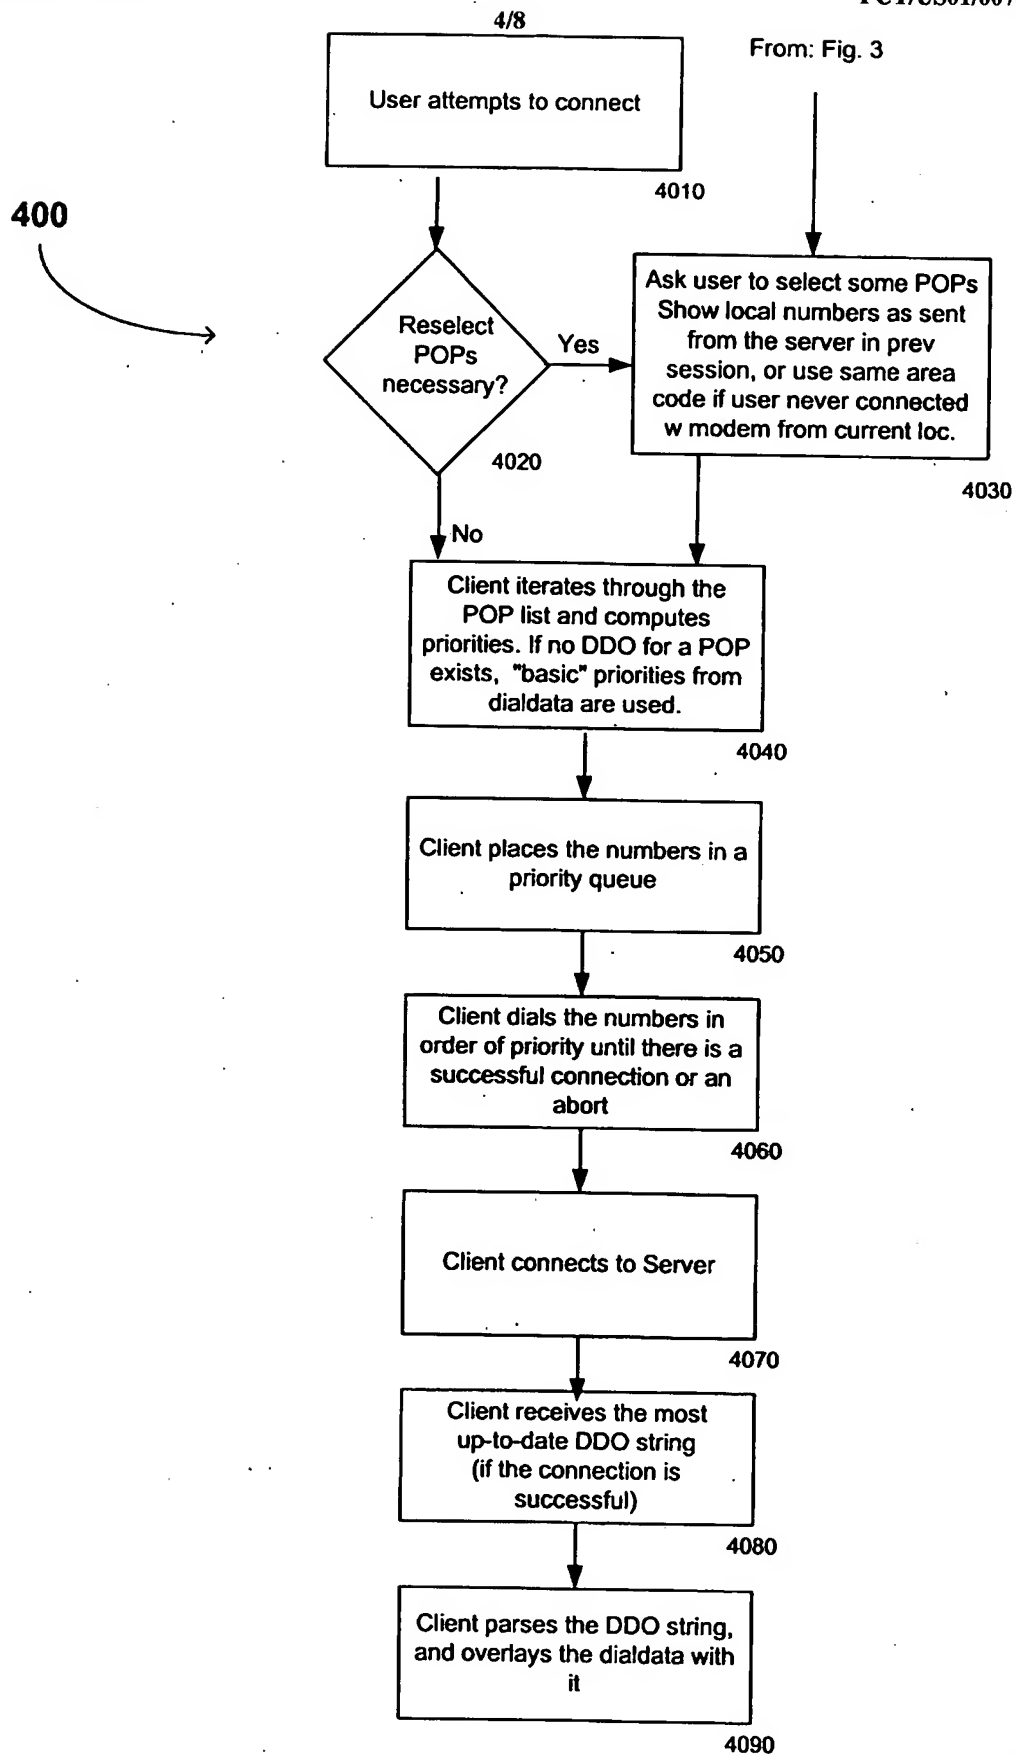 4/8
From: Fig. 3
User attempts to connect
4010
400
Reselect
POPs
necessary?
Yes
4020
Ask user to select some POPs
Show local numbers as sent
from the server in prev
session, or use same area
code if user never connected
w modem from current loc.
4030
No
Client iterates through the
POP list and computes
priorities. If no DDO for a POP
exists, "basic" priorities from
dialdata are used.
4040
Client places the numbers in a
priority queue
4050
Client dials the numbers in
order of priority until there is a
successful connection or an
abort
4060
Client connects to Server
4070
Client receives the most
up-to-date DDO string
(if the connection is
successful)
4080
Client parses the DDO string,
and overlays the dialdata with
it
4090